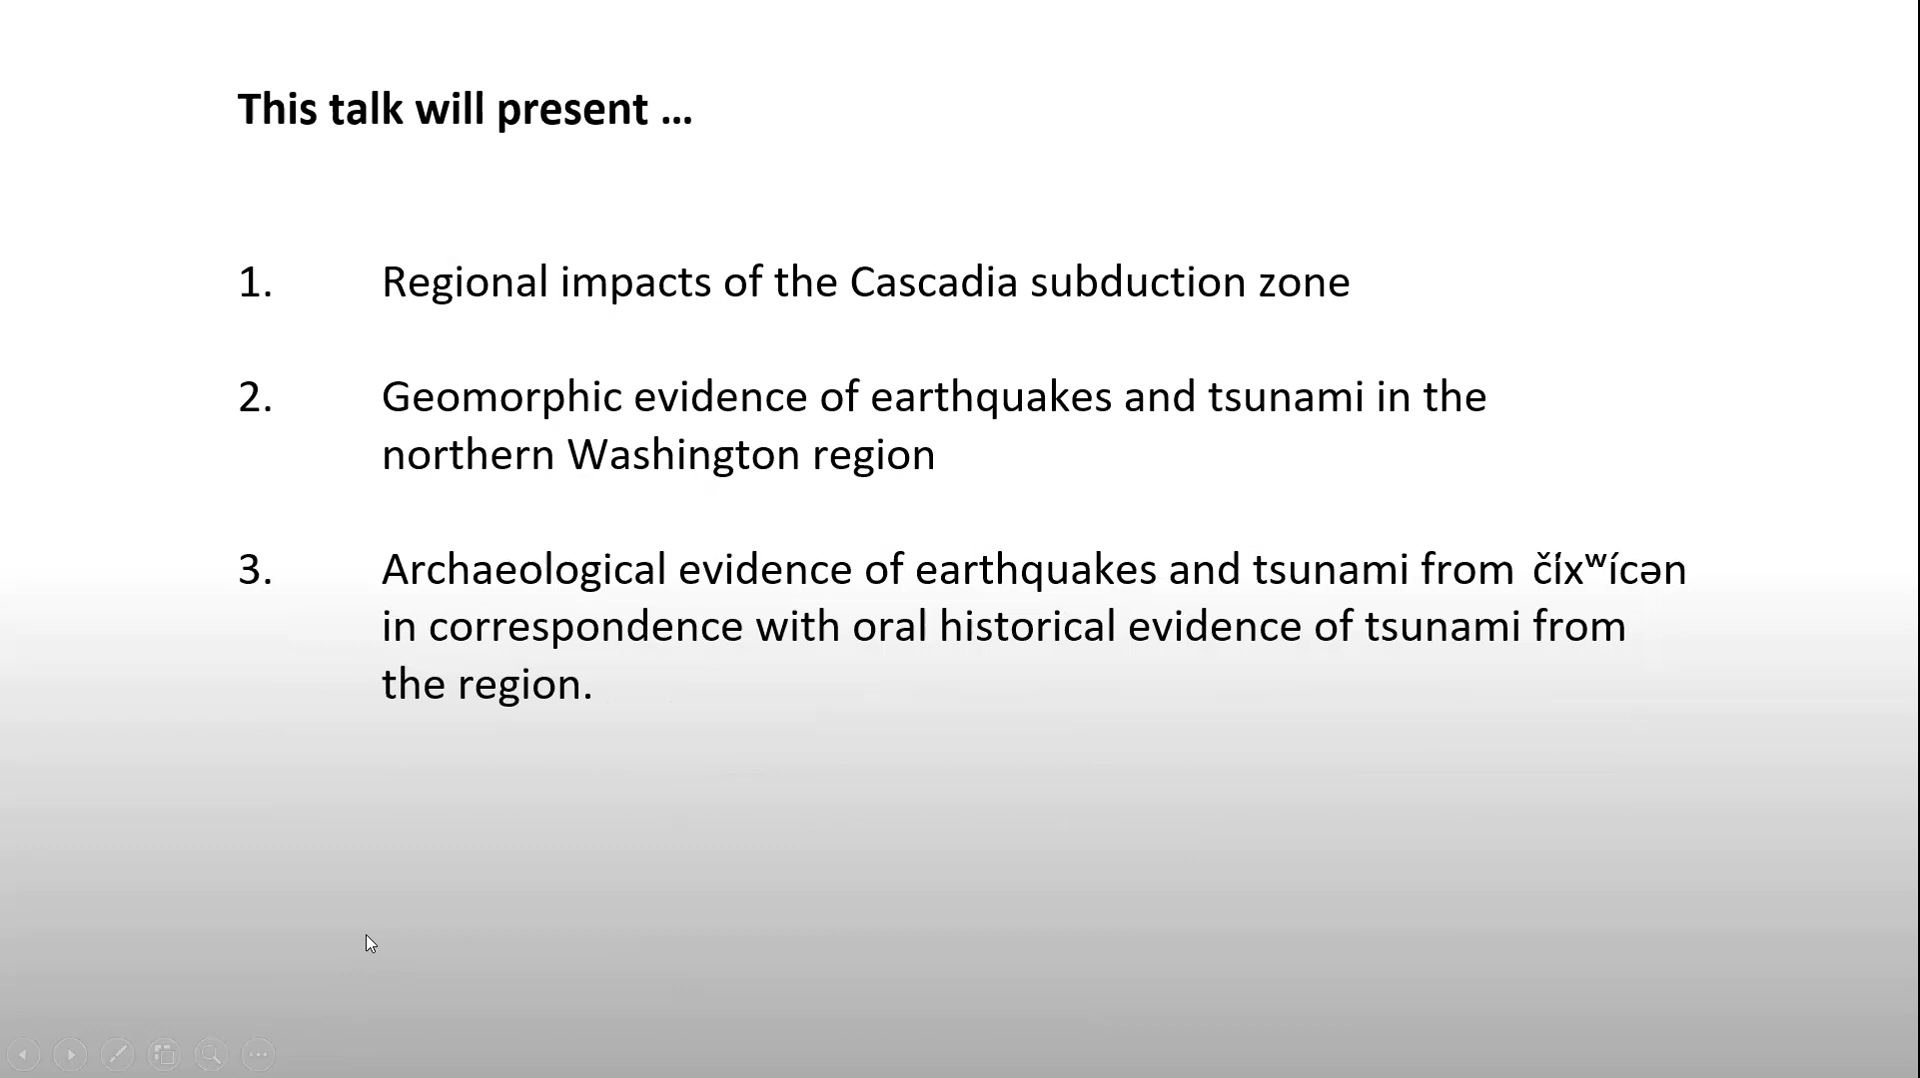 This talk will present ...
1. Regional impacts of the Cascadia subduction zone
2. Geomorphic evidence of earthquakes and tsunami in the
northern Washington region
3. Archaeological evidence of earthquakes and tsunami from č̓íxʷícən
in correspondence with oral historical evidence of tsunami from
the region.